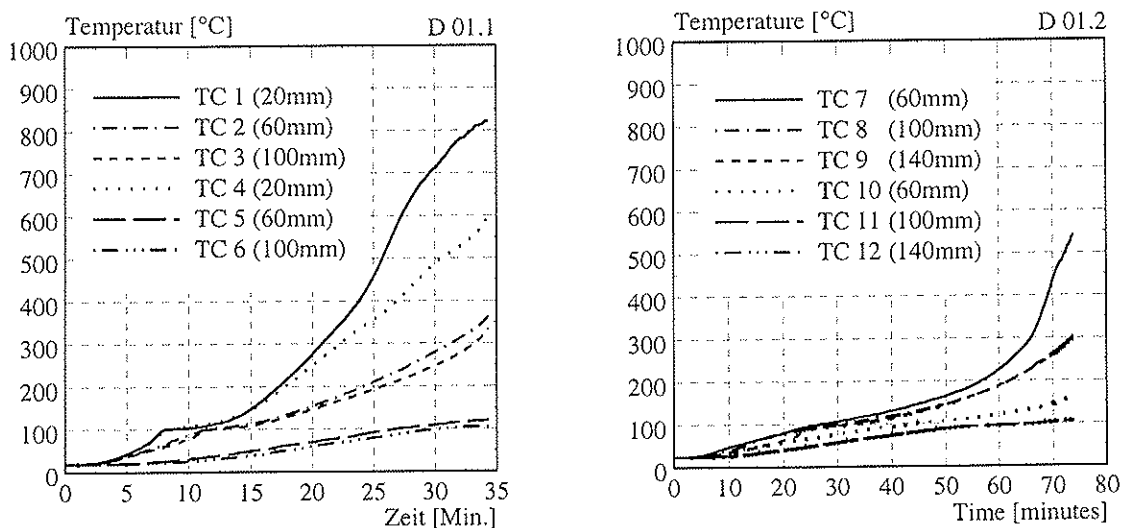 Temperatur [°C] D 01.1
1000
900
800
700
600
500
400
300
200
100
0
TC 1 (20mm)
TC 2 (60mm)
TC 3 (100mm)
TC 4 (20mm)
TC 5 (60mm)
TC 6 (100mm)
0 5 10 15 20 25 30 35
Zeit [Min.]
Temperature [°C] D 01.2
1000
900
800
700
600
500
400
300
200
100
0
TC 7 (60mm)
TC 8 (100mm)
TC 9 (140mm)
TC 10 (60mm)
TC 11 (100mm)
TC 12 (140mm)
0 10 20 30 40 50 60 70 80
Time [minutes]